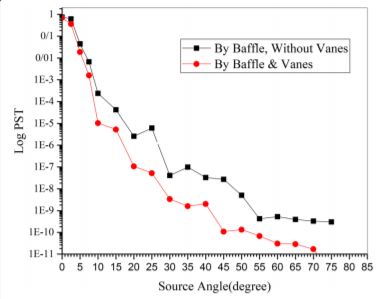 1
0/1
0/01
1E-3
1E-4
1E-5
1E-6
1E-7
1E-8
1E-9
1E-10
1E-11
Log PST
By Baffle, Without Vanes
By Baffle & Vanes
0 5 10 15 20 25 30 35 40 45 50 55 60 65 70 75 80 85
Source Angle(degree)